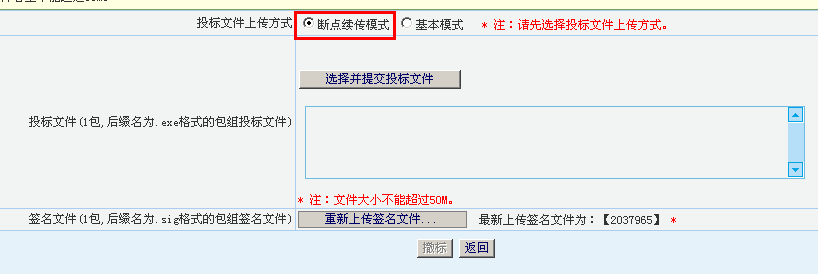 投标文件上传方式 断点续传模式 基本模式 * 注：请先选择投标文件上传方式。
选择并提交投标文件
投标文件(1包,后缀名为.exe格式的包组投标文件)
* 注：文件大小不能超过50M。
签名文件(1包,后缀名为.sig格式的包组签名文件) 重新上传签名文件... 最新上传签名文件为：【2037965】 *
撤标 返回